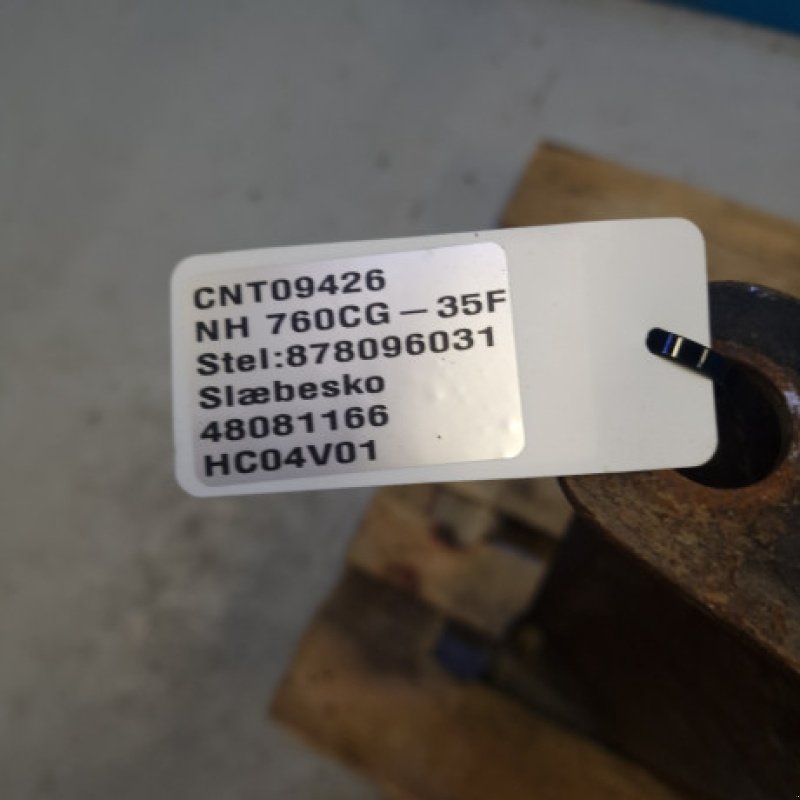 CNT09426
NH 760CG – 35F
Stel:878096031
Slæbesko
48081166
HC04V01